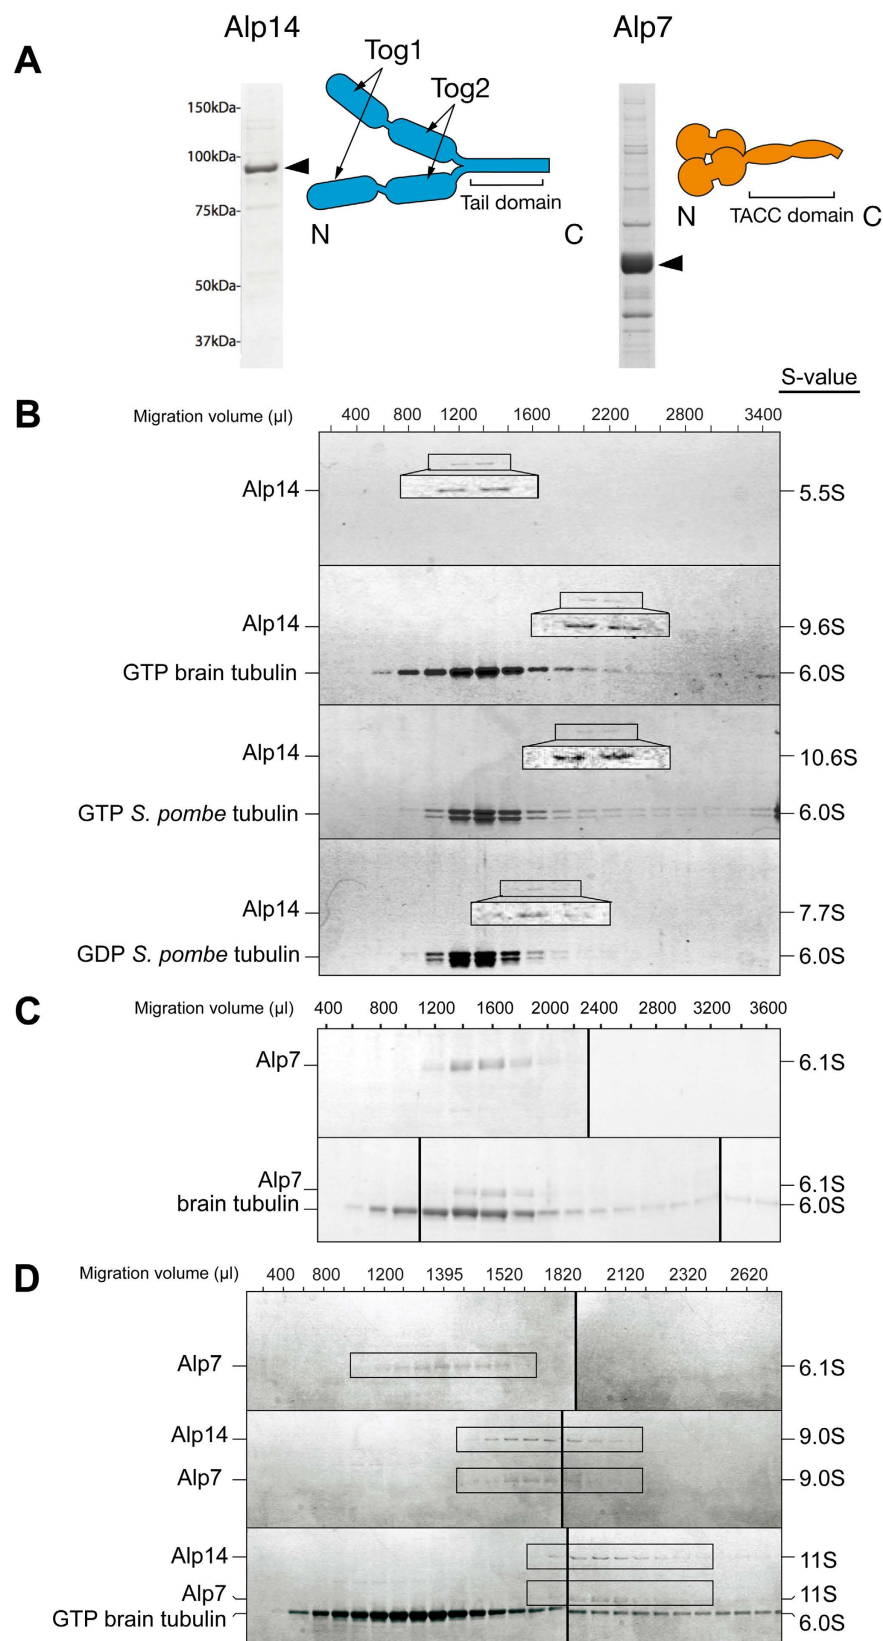 A
Alp14
Alp7
Tog1
Tog2
150kDa-
100kDa-
75kDa-
50kDa-
37kDa-
Tail domain
N
C
N
TACC domain
C
S-value
B
Migration volume (µl)
400 800 1200 1600 2200 2800 3400
Alp14
5.5S
Alp14
9.6S
GTP brain tubulin
6.0S
Alp14
10.6S
GTP S. pombe tubulin
6.0S
Alp14
7.7S
GDP S. pombe tubulin
6.0S
C
Migration volume (µl)
400 800 1200 1600 2000 2400 2800 3200 3600
Alp7
6.1S
Alp7
6.1S
brain tubulin
6.0S
D
Migration volume (µl)
400 800 1200 1395 1520 1820 2120 2320 2620
Alp7
6.1S
Alp14
9.0S
Alp7
9.0S
Alp14
11S
Alp7
11S
GTP brain tubulin
6.0S